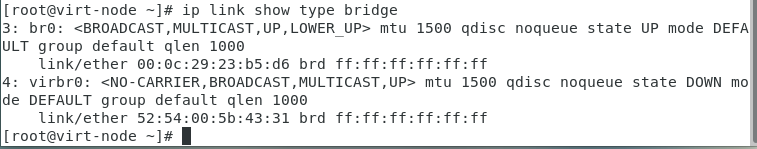 [root@virt-node ~]# ip link show type bridge
3: br0: <BROADCAST,MULTICAST,UP,LOWER_UP> mtu 1500 qdisc noqueue state UP mode DEFA
ULT group default qlen 1000
    link/ether 00:0c:29:23:b5:d6 brd ff:ff:ff:ff:ff:ff
4: virbr0: <NO-CARRIER,BROADCAST,MULTICAST,UP> mtu 1500 qdisc noqueue state DOWN mo
de DEFAULT group default qlen 1000
    link/ether 52:54:00:5b:43:31 brd ff:ff:ff:ff:ff:ff
[root@virt-node ~]#